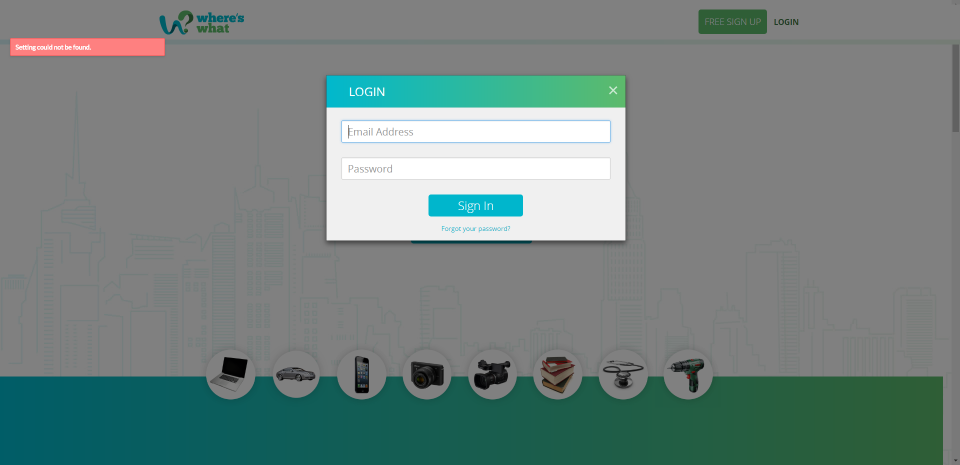 where's
what
FREE SIGN UP
LOGIN
Setting could not be found.
LOGIN
×
Email Address
Password
Sign In
Forgot your password?